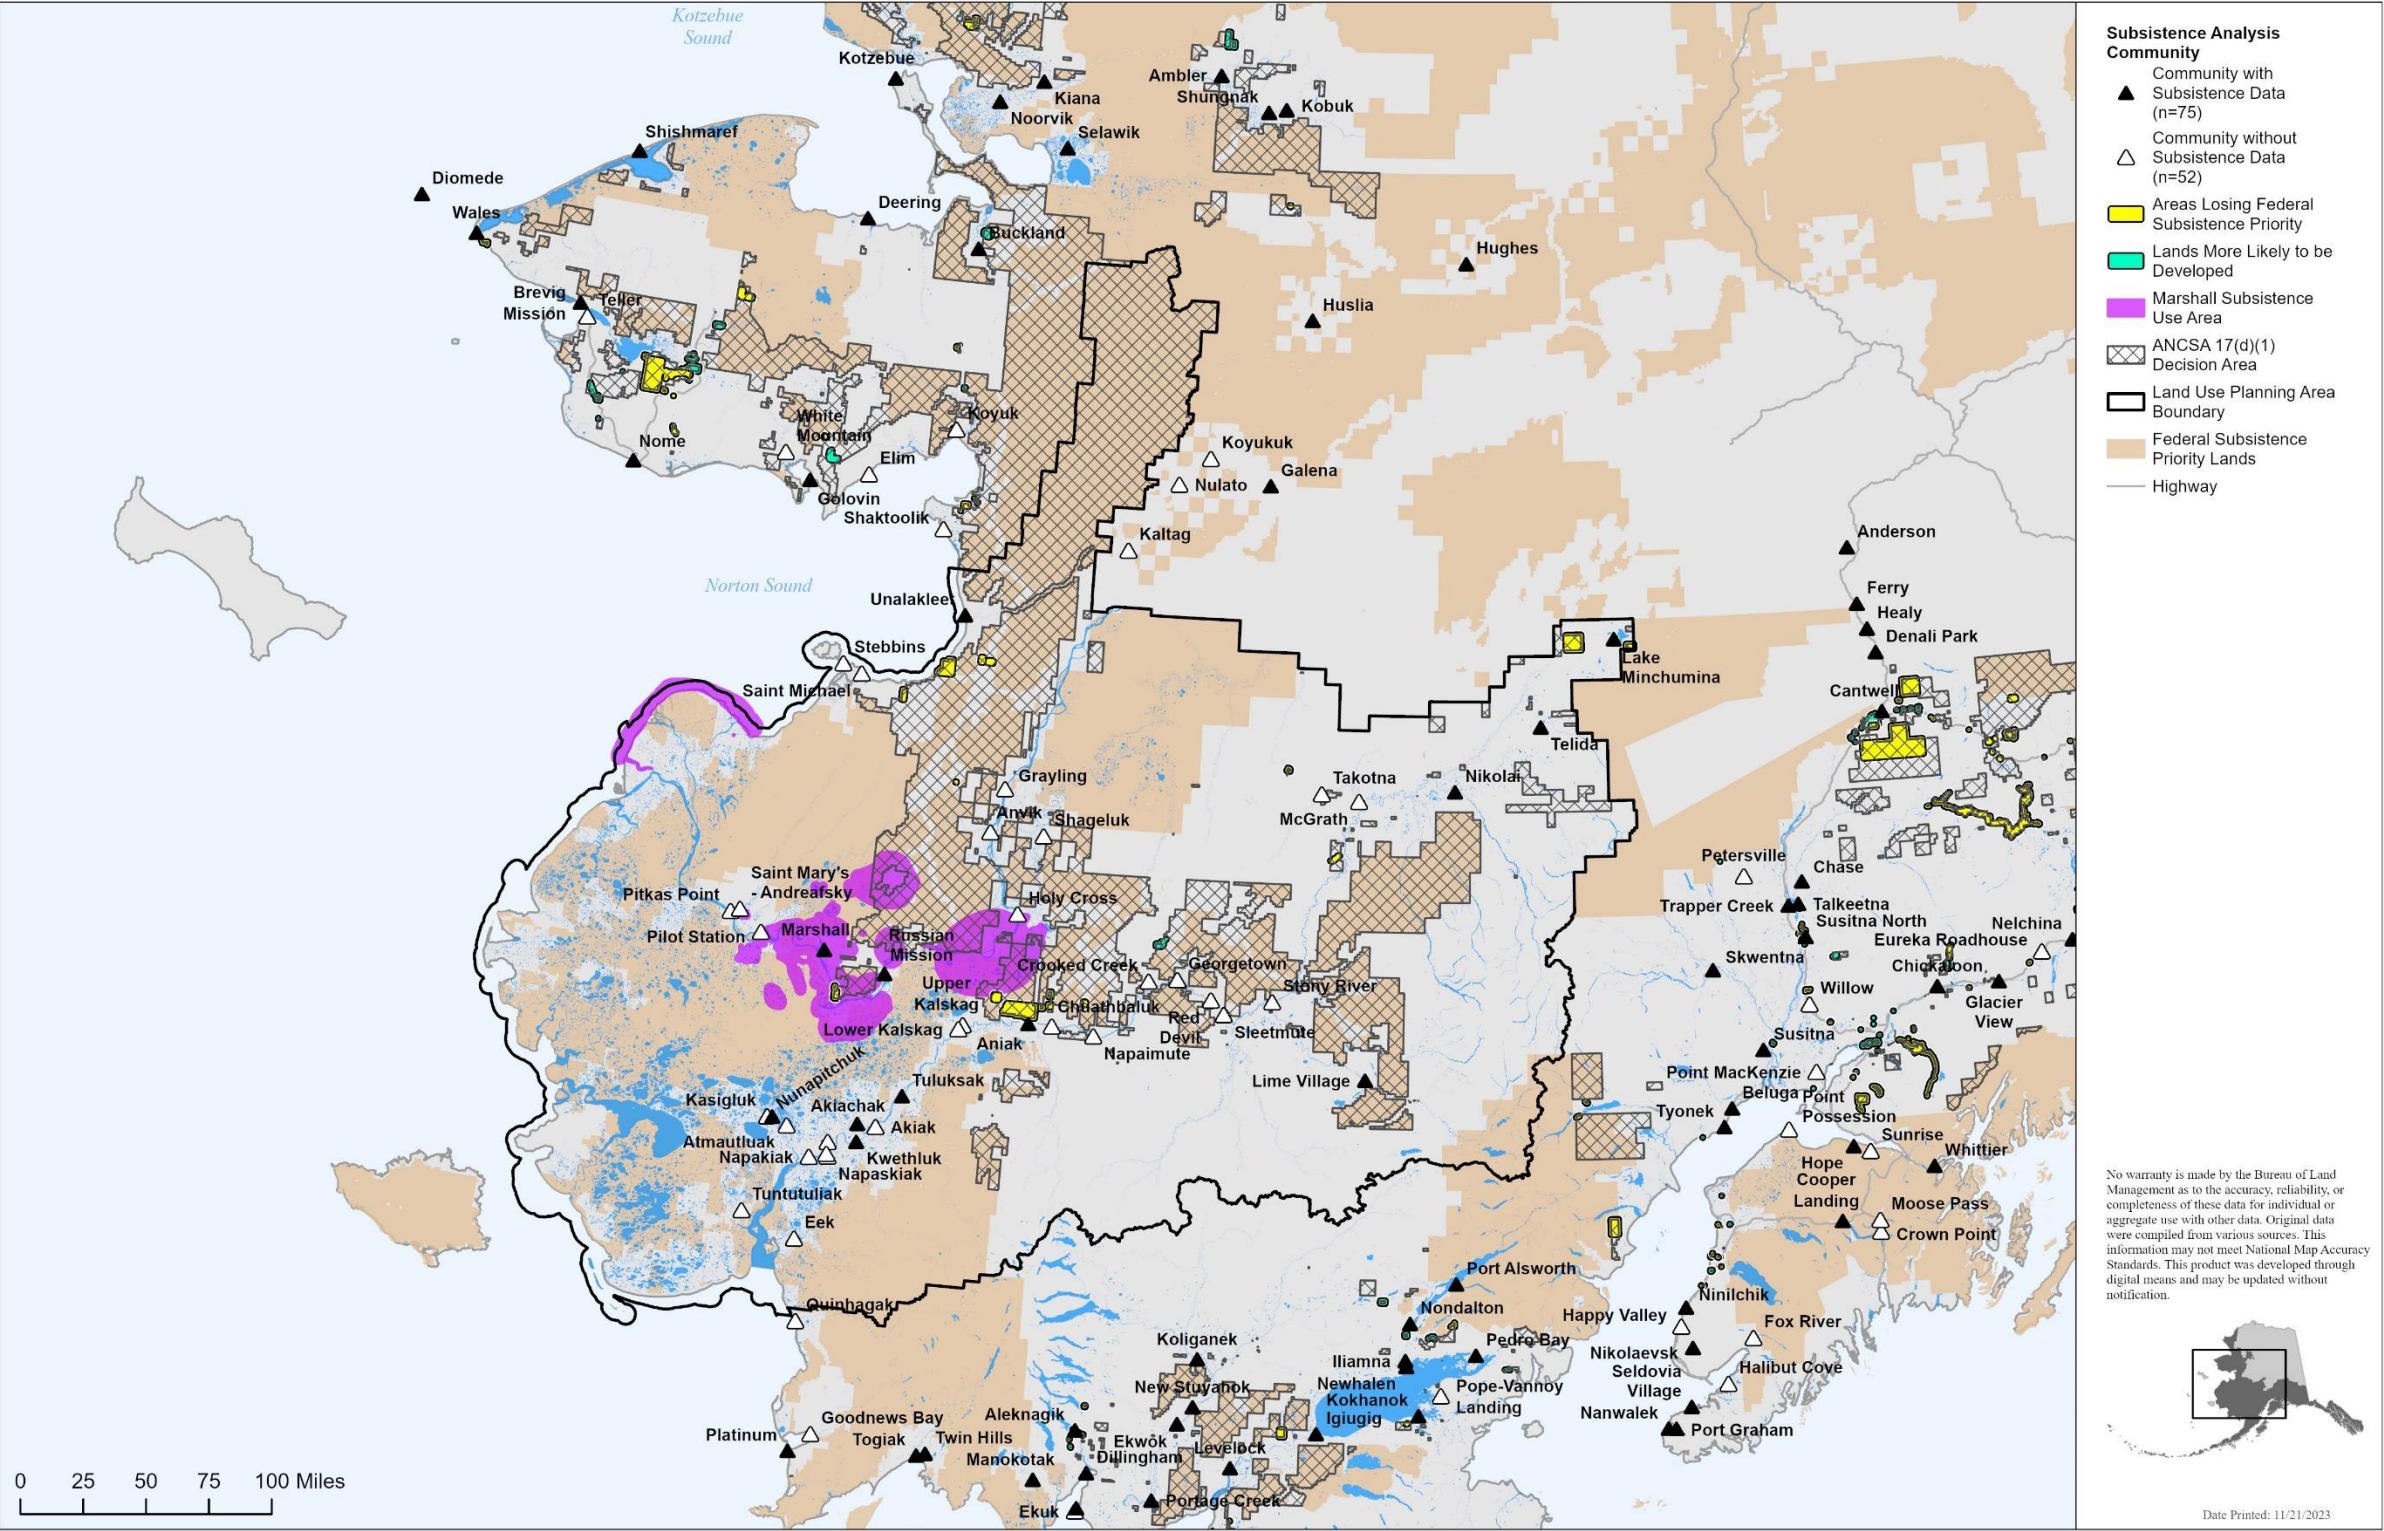 Kotzebue
Sound
Kotzebue
Kiana
Noorvik
Selawik
Ambler
Shungnak
Kobuk
Shishmaref
Diomede
Wales
Deering
Buckland
Hughes
Huslia
Brevig
Mission
Teller
White
Mountain
Koyuk
Nome
Elim
Golovin
Shaktoolik
Koyukuk
Galena
Nulato
Kaltag
Norton Sound
Unalakleet
Stebbins
Saint Michael
Anderson
Ferry
Healy
Denali Park
Lake
Minchumina
Cantwell
Telida
Grayling
Anvik
Shageluk
Takotna
McGrath
Nikolai
Saint Mary's
- Andreafsky
Pitkas Point
Pilot Station
Marshall
Russian
Mission
Holy Cross
Upper
Kalskag
Lower Kalskag
Crooked Creek
Georgetown
Stony River
Chuathbaluk
Red
Devil
Sleetmute
Aniak
Napaimute
Lime Village
Petersville
Chase
Trapper Creek
Talkeetna
Susitna North
Nelchina
Eureka Roadhouse
Skwentna
Chickaloon
Willow
Glacier
View
Susitna
Point MacKenzie
Beluga
Point
Possession
Tyonek
Sunrise
Whittier
Hope
Cooper
Landing
Moose Pass
Crown Point
Nunapitchuk
Kasigluk
Tuluksak
Akiachak
Akiak
Atmautluak
Napakiak
Kwethluk
Napaskiak
Tuntutuliak
Eek
Quinhagak
Port Alsworth
Nondalton
Pedro Bay
Iliamna
Newhalen
Kokhanok
Igiugig
Pope-Vannoy
Landing
Happy Valley
Ninilchik
Fox River
Nikolaevsk
Seldovia
Village
Halibut Cove
Nanwalek
Port Graham
Koliganek
New Stuyahok
Ekwok
Levelock
Aleknagik
Dillingham
Goodnews Bay
Platinum
Togiak
Twin Hills
Manokotak
Ekuk
Portage Creek
0 25 50 75 100 Miles
Subsistence Analysis
Community
Community with
Subsistence Data
(n=75)
Community without
Subsistence Data
(n=52)
Areas Losing Federal
Subsistence Priority
Lands More Likely to be
Developed
Marshall Subsistence
Use Area
ANCSA 17(d)(1)
Decision Area
Land Use Planning Area
Boundary
Federal Subsistence
Priority Lands
Highway
No warranty is made by the Bureau of Land
Management as to the accuracy, reliability, or
completeness of these data for individual or
aggregate use with other data. Original data
were compiled from various sources. This
information may not meet National Map Accuracy
Standards. This product was developed through
digital means and may be updated without
notification.
Date Printed: 11/21/2023